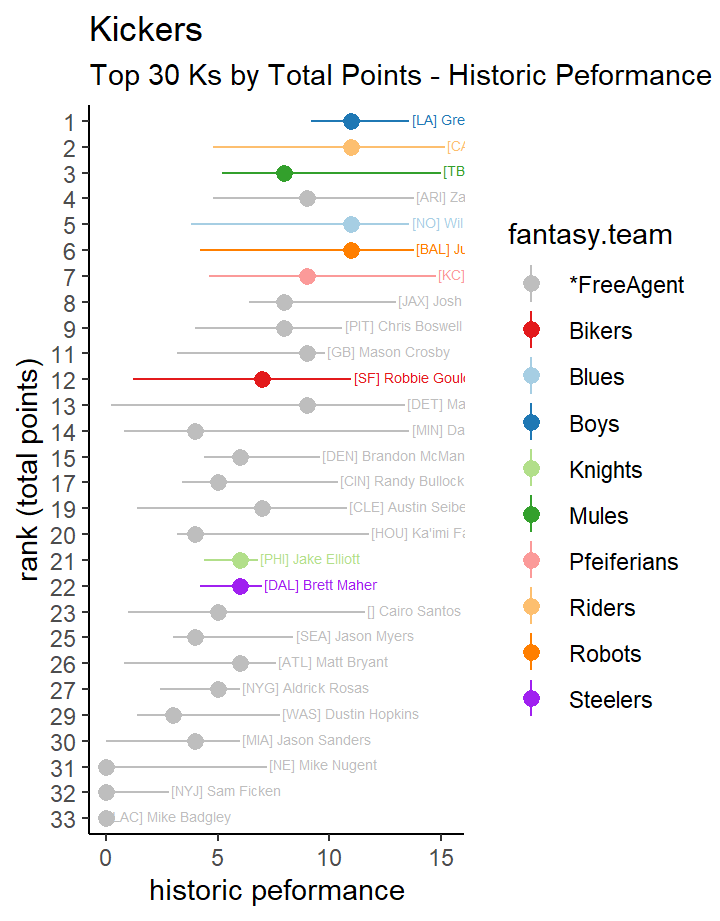 Kickers
Top 30 Ks by Total Points - Historic Peformance
rank (total points)
1 [LA] Gre
2 [CA
3 [TB
4 [ARI] Za
5 [NO] Wil
6 [BAL] Ju
7 [KC]
8 [JAX] Josh
9 [PIT] Chris Boswell
11 [GB] Mason Crosby
12 [SF] Robbie Goul
13 [DET] Ma
14 [MIN] Da
15 [DEN] Brandon McMan
17 [CIN] Randy Bullock
19 [CLE] Austin Seibe
20 [HOU] Ka'imi Fa
21 [PHI] Jake Elliott
22 [DAL] Brett Maher
23 [] Cairo Santos
25 [SEA] Jason Myers
26 [ATL] Matt Bryant
27 [NYG] Aldrick Rosas
29 [WAS] Dustin Hopkins
30 [MIA] Jason Sanders
31 [NE] Mike Nugent
32 [NYJ] Sam Ficken
33 [LAC] Mike Badgley
0 5 10 15
historic peformance
fantasy.team
*FreeAgent
Bikers
Blues
Boys
Knights
Mules
Pfeiferians
Riders
Robots
Steelers